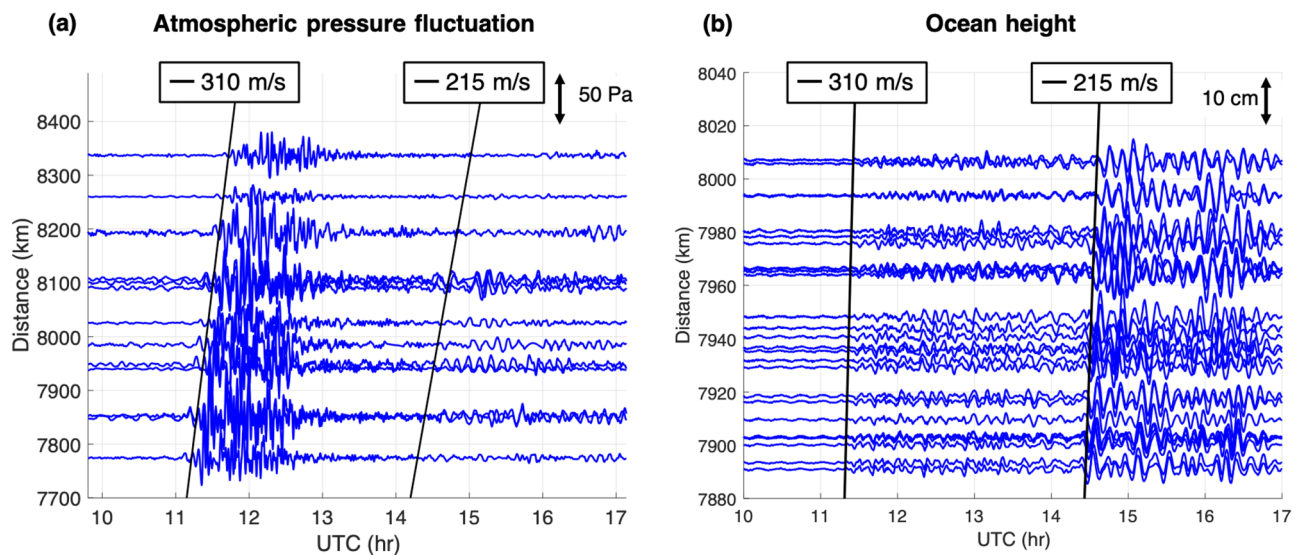 (a) Atmospheric pressure fluctuation
310 m/s
215 m/s
50 Pa
8400
8300
8200
8100
8000
7900
7800
7700
Distance (km)
10 11 12 13 14 15 16 17
UTC (hr)
(b) Ocean height
310 m/s
215 m/s
10 cm
8040
8020
8000
7980
7960
7940
7920
7900
7880
Distance (km)
10 11 12 13 14 15 16 17
UTC (hr)